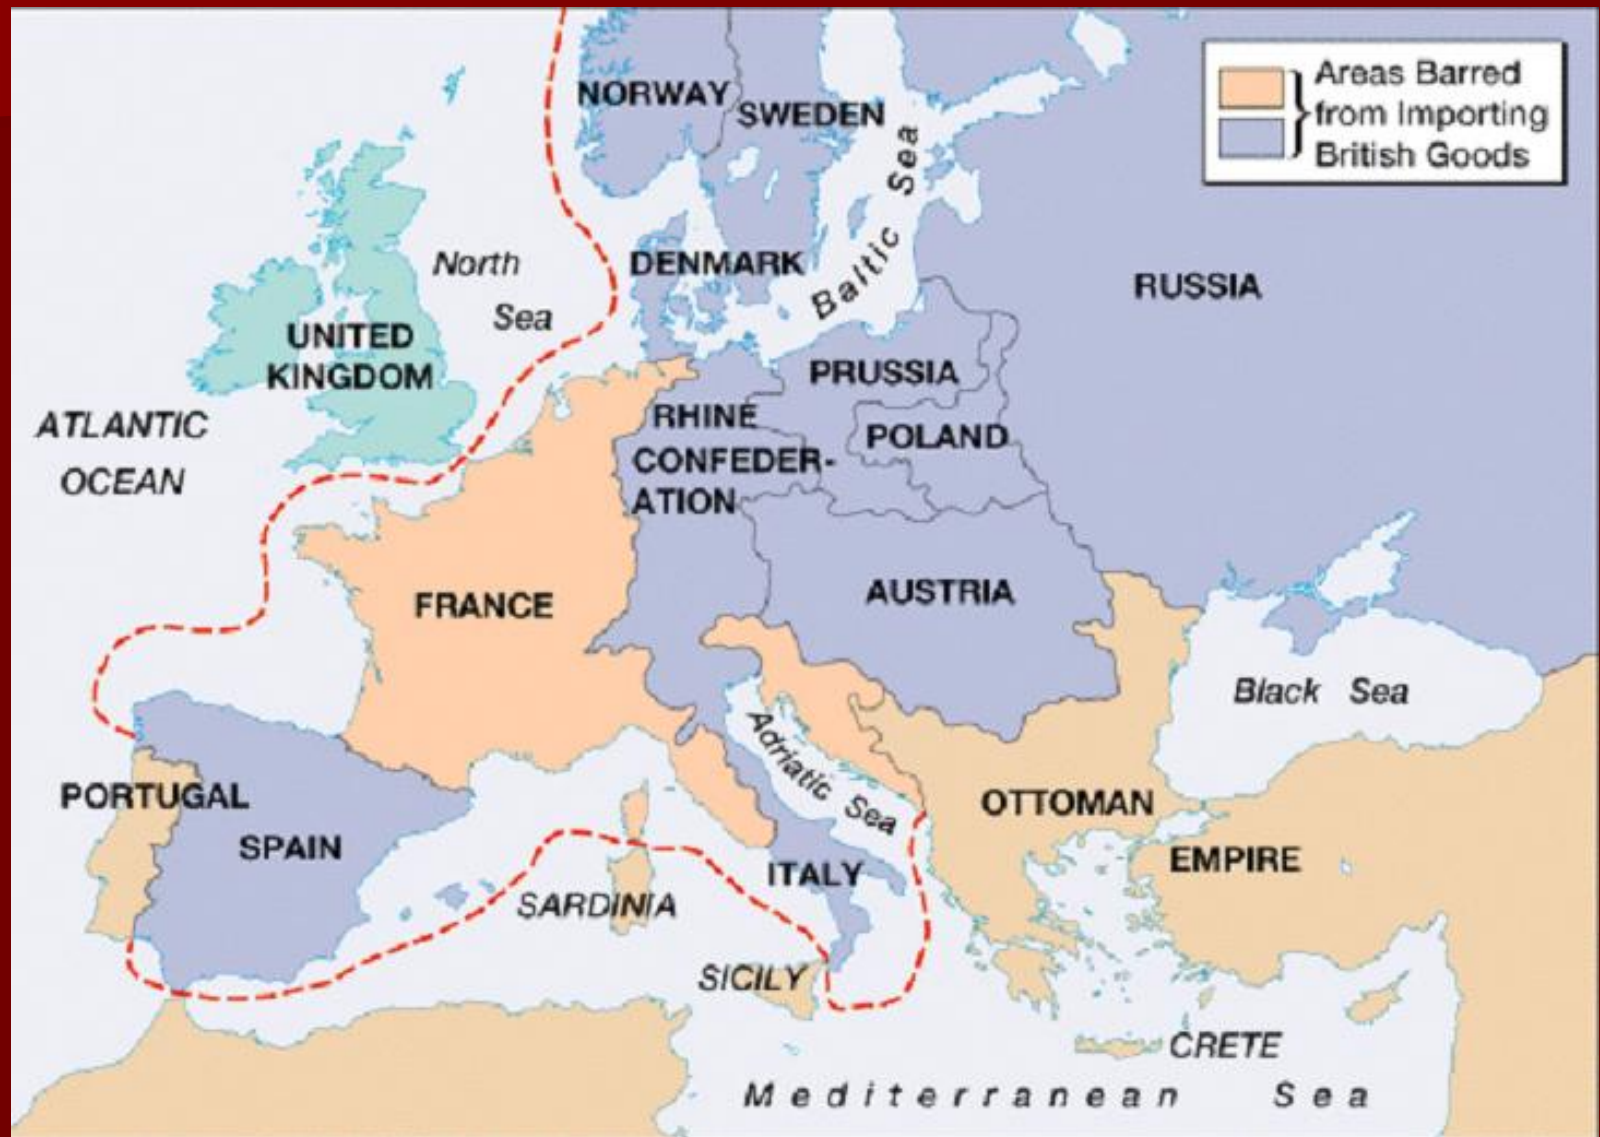 Areas Barred
from Importing
British Goods
NORWAY
SWEDEN
Baltic Sea
North
Sea
DENMARK
RUSSIA
UNITED
KINGDOM
PRUSSIA
RHINE
CONFEDER-
ATION
POLAND
ATLANTIC
OCEAN
FRANCE
AUSTRIA
Black Sea
Adriatic Sea
PORTUGAL
SPAIN
OTTOMAN
EMPIRE
ITALY
SARDINIA
SICILY
CRETE
Mediterranean Sea